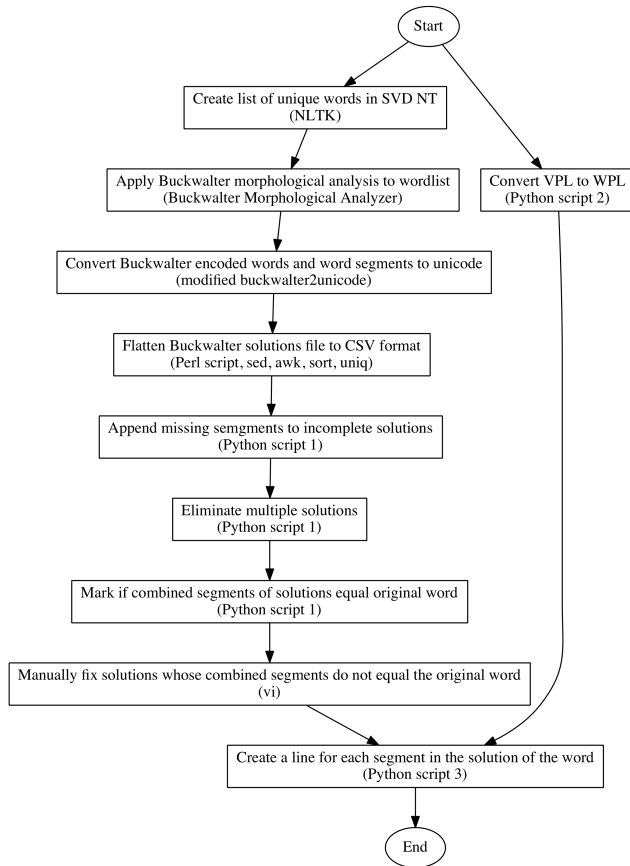 Start
Create list of unique words in SVD NT
(NLTK)
Apply Buckwalter morphological analysis to wordlist
(Buckwalter Morphological Analyzer)
Convert VPL to WPL
(Python script 2)
Convert Buckwalter encoded words and word segments to unicode
(modified buckwalter2unicode)
Flatten Buckwalter solutions file to CSV format
(Perl script, sed, awk, sort, uniq)
Append missing semgments to incomplete solutions
(Python script 1)
Eliminate multiple solutions
(Python script 1)
Mark if combined segments of solutions equal original word
(Python script 1)
Manually fix solutions whose combined segments do not equal the original word
(vi)
Create a line for each segment in the solution of the word
(Python script 3)
End